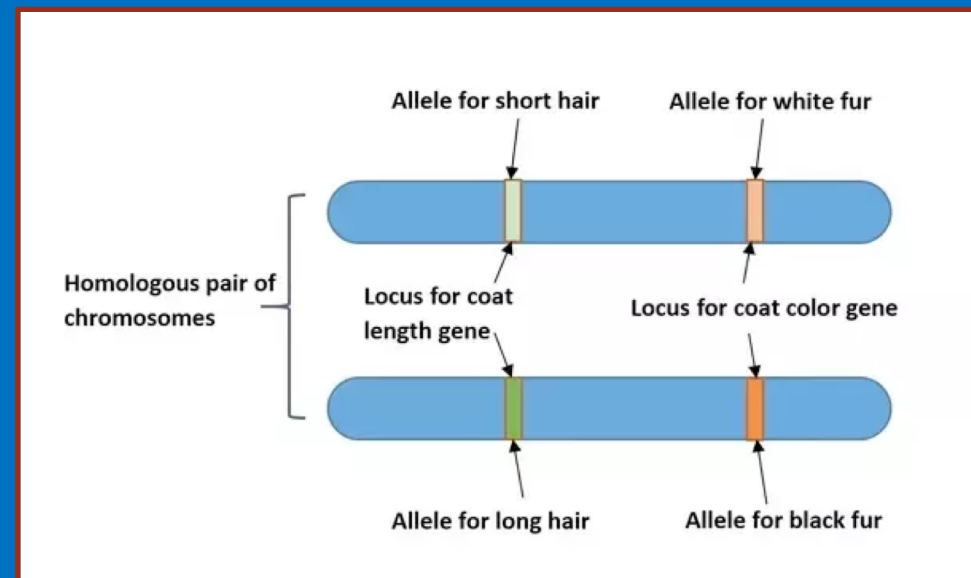 Allele for short hair
Allele for white fur
Homologous pair of
chromosomes
Locus for coat
length gene
Locus for coat color gene
Allele for long hair
Allele for black fur